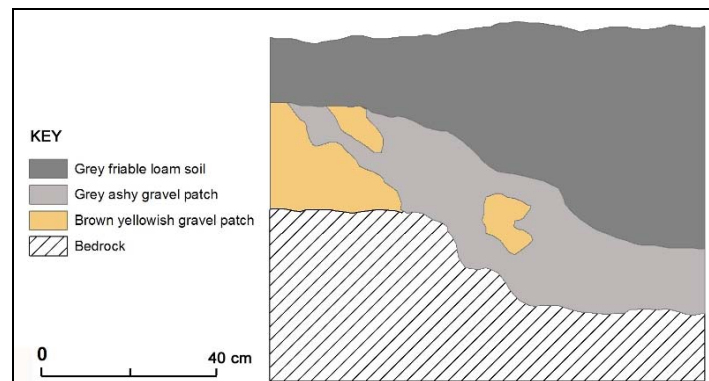 KEY
Grey friable loam soil
Grey ashy gravel patch
Brown yellowish gravel patch
Bedrock
0 40 cm